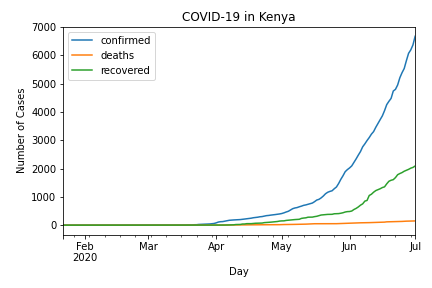 COVID-19 in Kenya
confirmed
deaths
recovered
Number of Cases
7000
6000
5000
4000
3000
2000
1000
0
Feb Mar Apr May Jun Jul
2020
Day